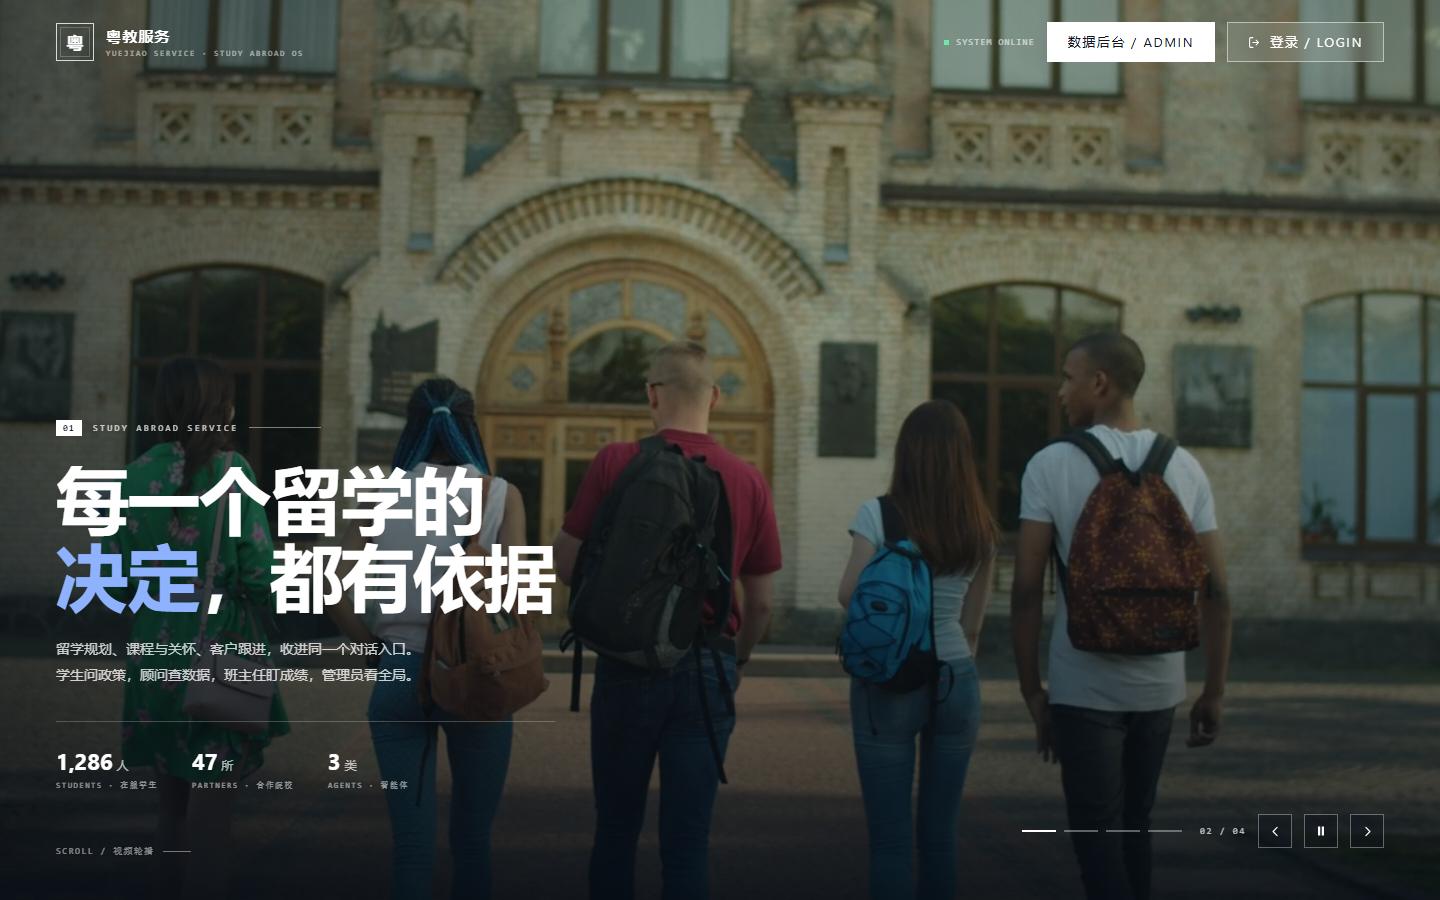 粤
粤教服务
YUEJIAO SERVICE · STUDY ABROAD OS
SYSTEM ONLINE
数据后台 / ADMIN
登录 / LOGIN
01
STUDY ABROAD SERVICE
每一个留学的
决定，都有依据
留学规划、课程与关怀、客户跟进，收进同一个对话入口。
学生问政策，顾问查数据，班主任盯成绩，管理员看全局。
1,286 人
STUDENTS · 在服学生
47 所
PARTNERS · 合作院校
3 类
AGENTS · 智能体
02 / 04
SCROLL / 视频轮播